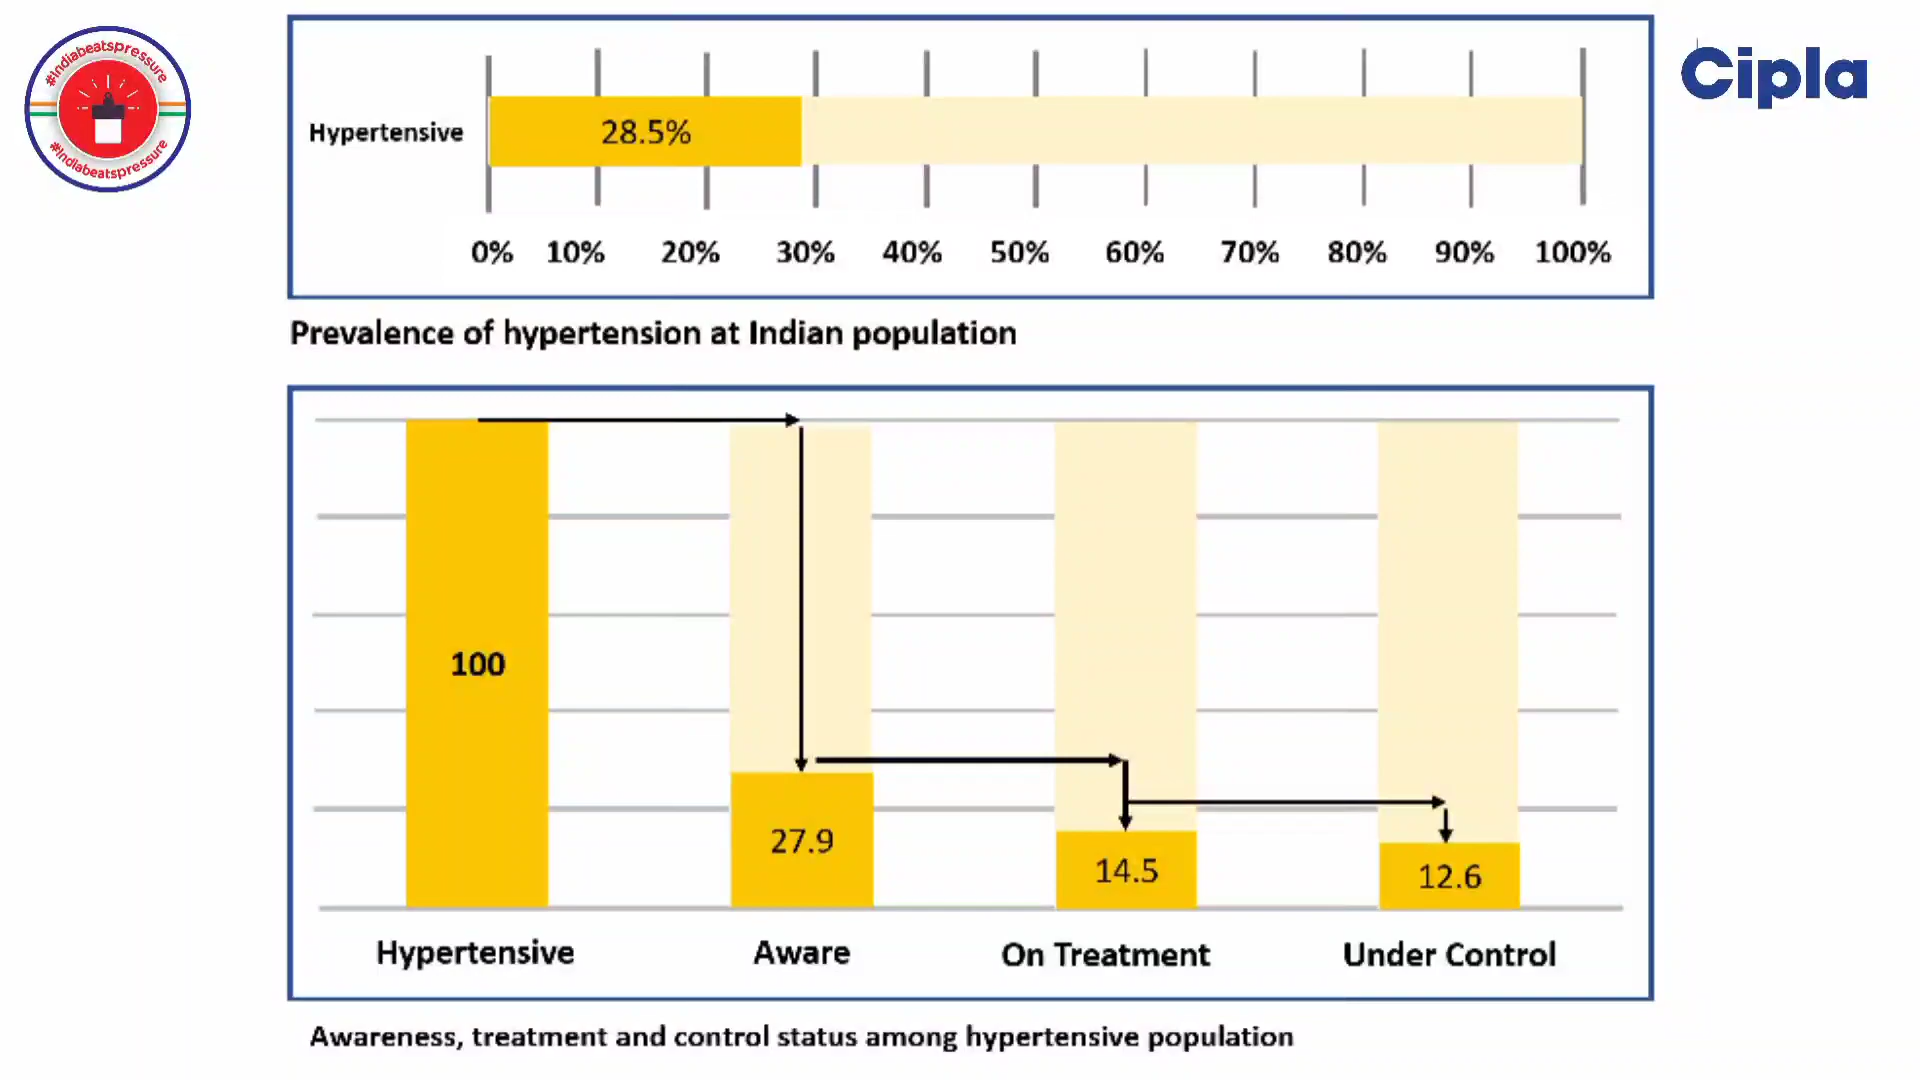 #Indiabeatspressure
#Indiabeatspressure
Cipla
Hypertensive
28.5%
0% 10% 20% 30% 40% 50% 60% 70% 80% 90% 100%
Prevalence of hypertension at Indian population
100
27.9
14.5
12.6
Hypertensive Aware On Treatment Under Control
Awareness, treatment and control status among hypertensive population